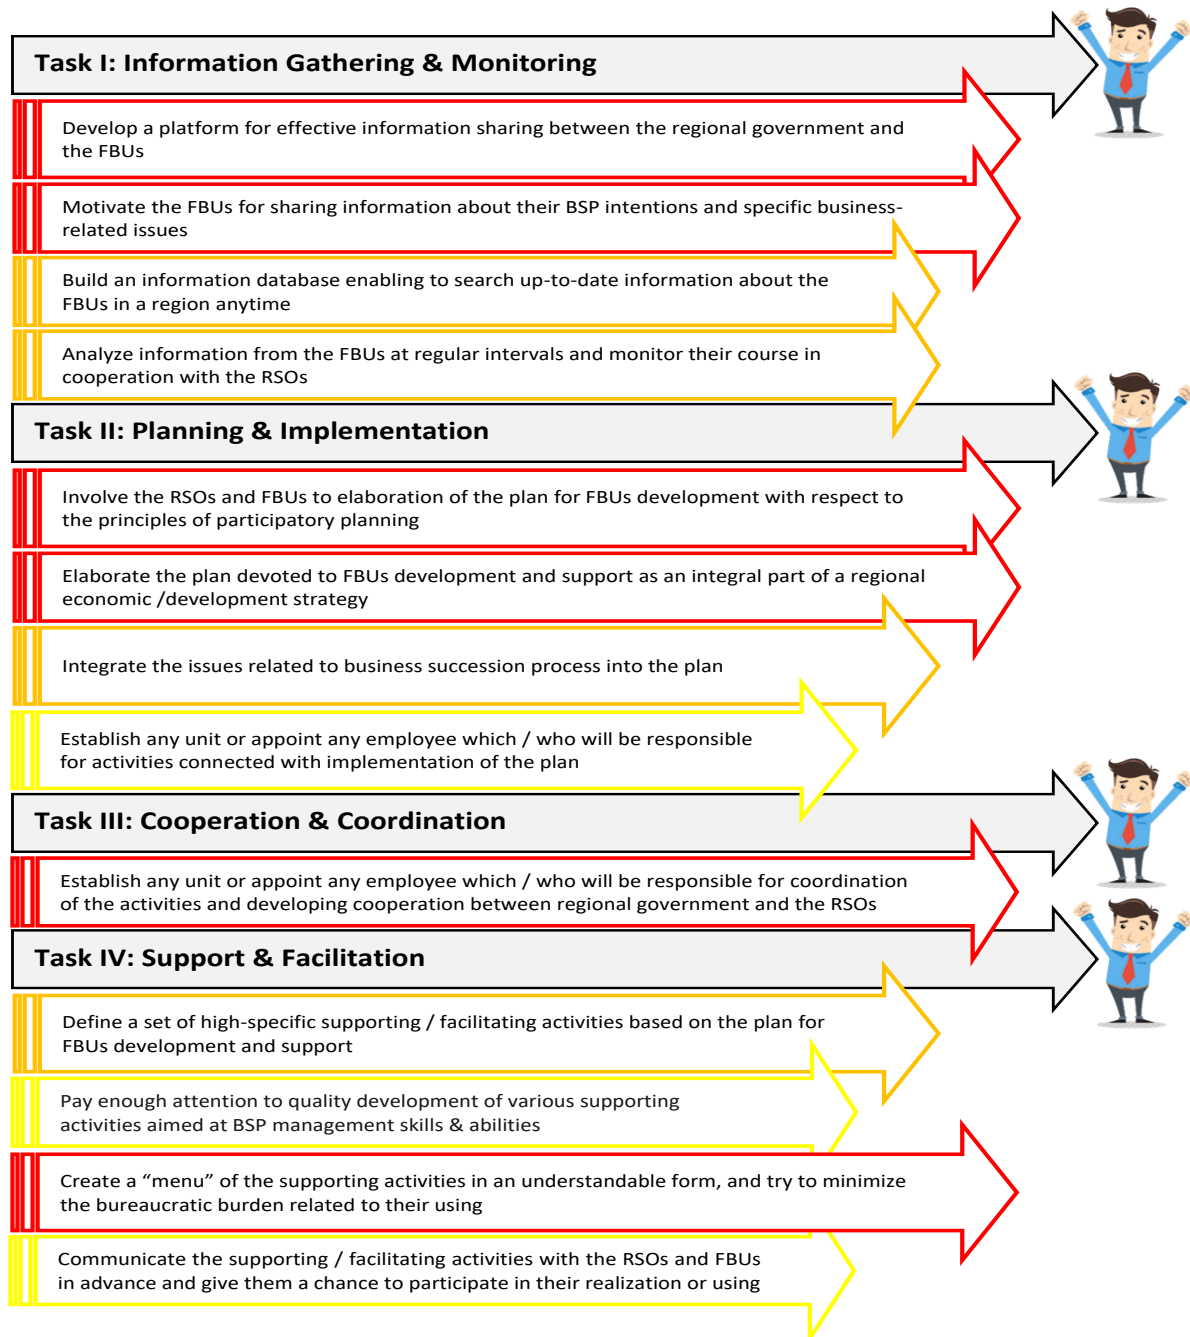 Task I: Information Gathering & Monitoring
Develop a platform for effective information sharing between the regional government and
the FBUs
Motivate the FBUs for sharing information about their BSP intentions and specific business-
related issues
Build an information database enabling to search up-to-date information about the
FBUs in a region anytime
Analyze information from the FBUs at regular intervals and monitor their course in
cooperation with the RSOs
Task II: Planning & Implementation
Involve the RSOs and FBUs to elaboration of the plan for FBUs development with respect to
the principles of participatory planning
Elaborate the plan devoted to FBUs development and support as an integral part of a regional
economic /development strategy
Integrate the issues related to business succession process into the plan
Establish any unit or appoint any employee which / who will be responsible
for activities connected with implementation of the plan
Task III: Cooperation & Coordination
Establish any unit or appoint any employee which / who will be responsible for coordination
of the activities and developing cooperation between regional government and the RSOs
Task IV: Support & Facilitation
Define a set of high-specific supporting / facilitating activities based on the plan for
FBUs development and support
Pay enough attention to quality development of various supporting
activities aimed at BSP management skills & abilities
Create a “menu” of the supporting activities in an understandable form, and try to minimize
the bureaucratic burden related to their using
Communicate the supporting / facilitating activities with the RSOs and FBUs
in advance and give them a chance to participate in their realization or using